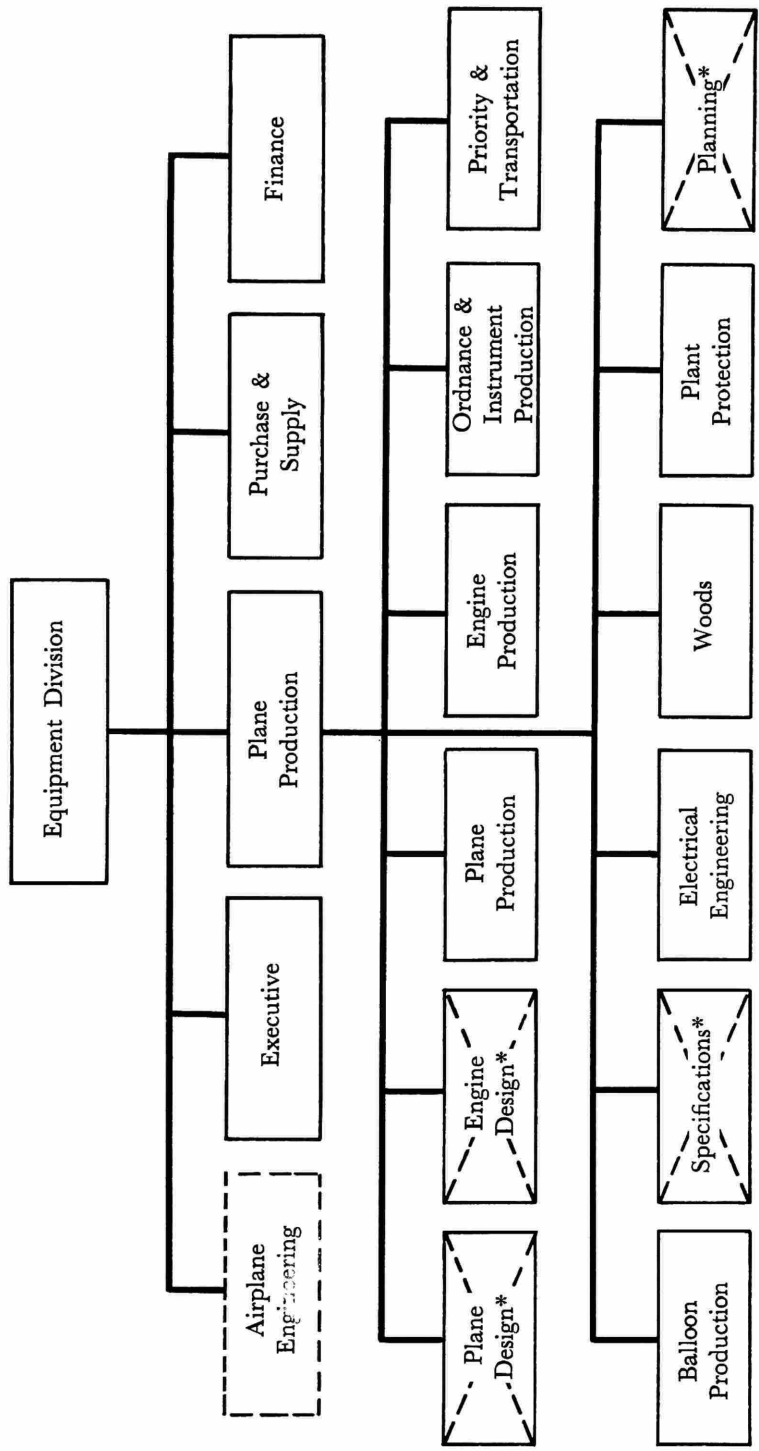 Equipment Division
Airplane
Engineering
Executive
Plane
Production
Purchase &
Supply
Finance
Plane
Design*
Engine
Design*
Plane
Production
Engine
Production
Ordnance &
Instrument
Production
Priority &
Transportation
Balloon
Production
Specifications*
Electrical
Engineering
Woods
Plant
Protection
Planning*